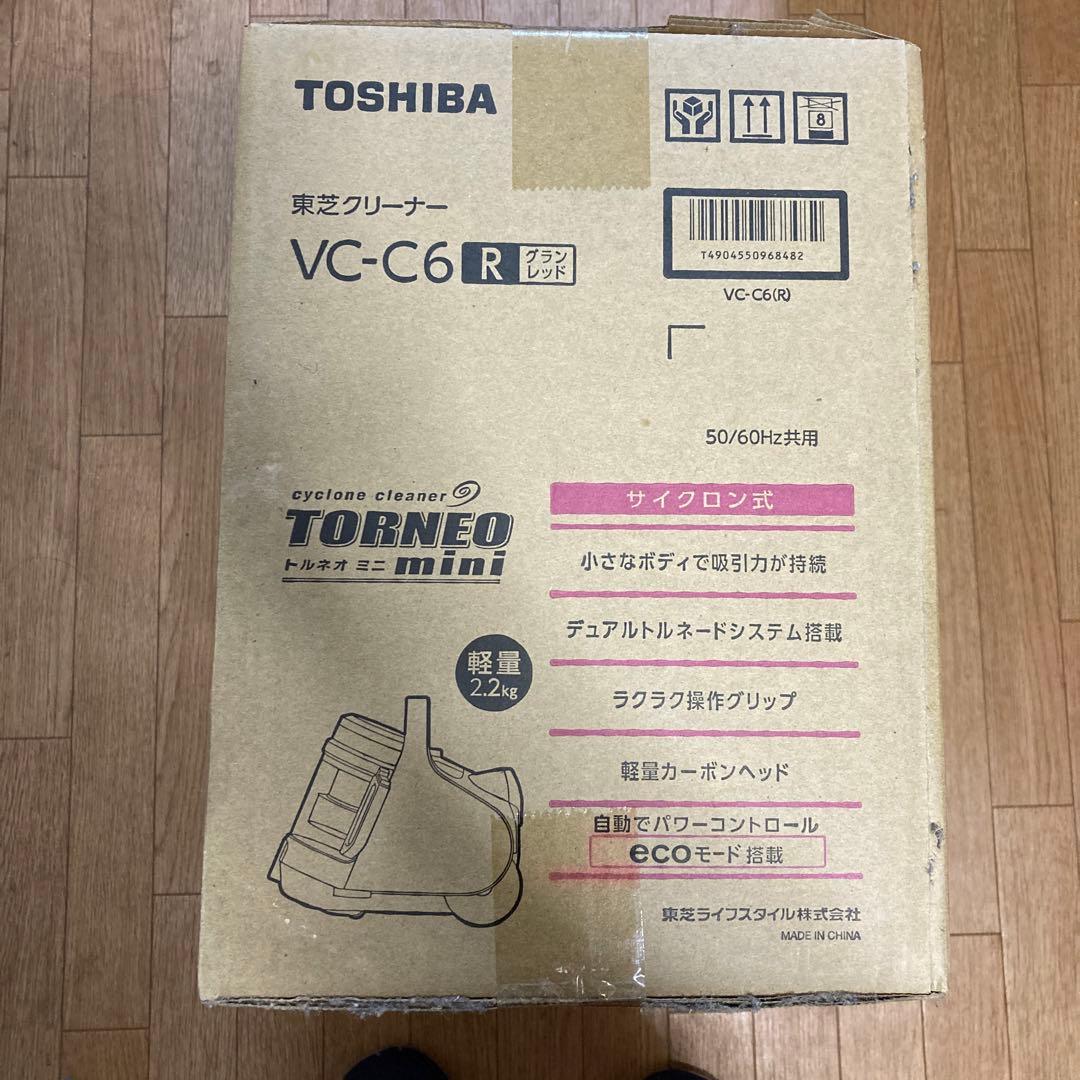 TOSHIBA
8
東芝クリーナー
VC-C6 R グラン
レッド
T4904550968482
VC-C6(R)
50/60Hz共用
cyclone cleaner
TORNEO
トルネオ ミニ mini
軽量
2.2kg
サイクロン式
小さなボディで吸引力が持続
デュアルトルネードシステム搭載
ラクラク操作グリップ
軽量カーボンヘッド
自動でパワーコントロール
ecoモード搭載
東芝ライフスタイル株式会社
MADE IN CHINA